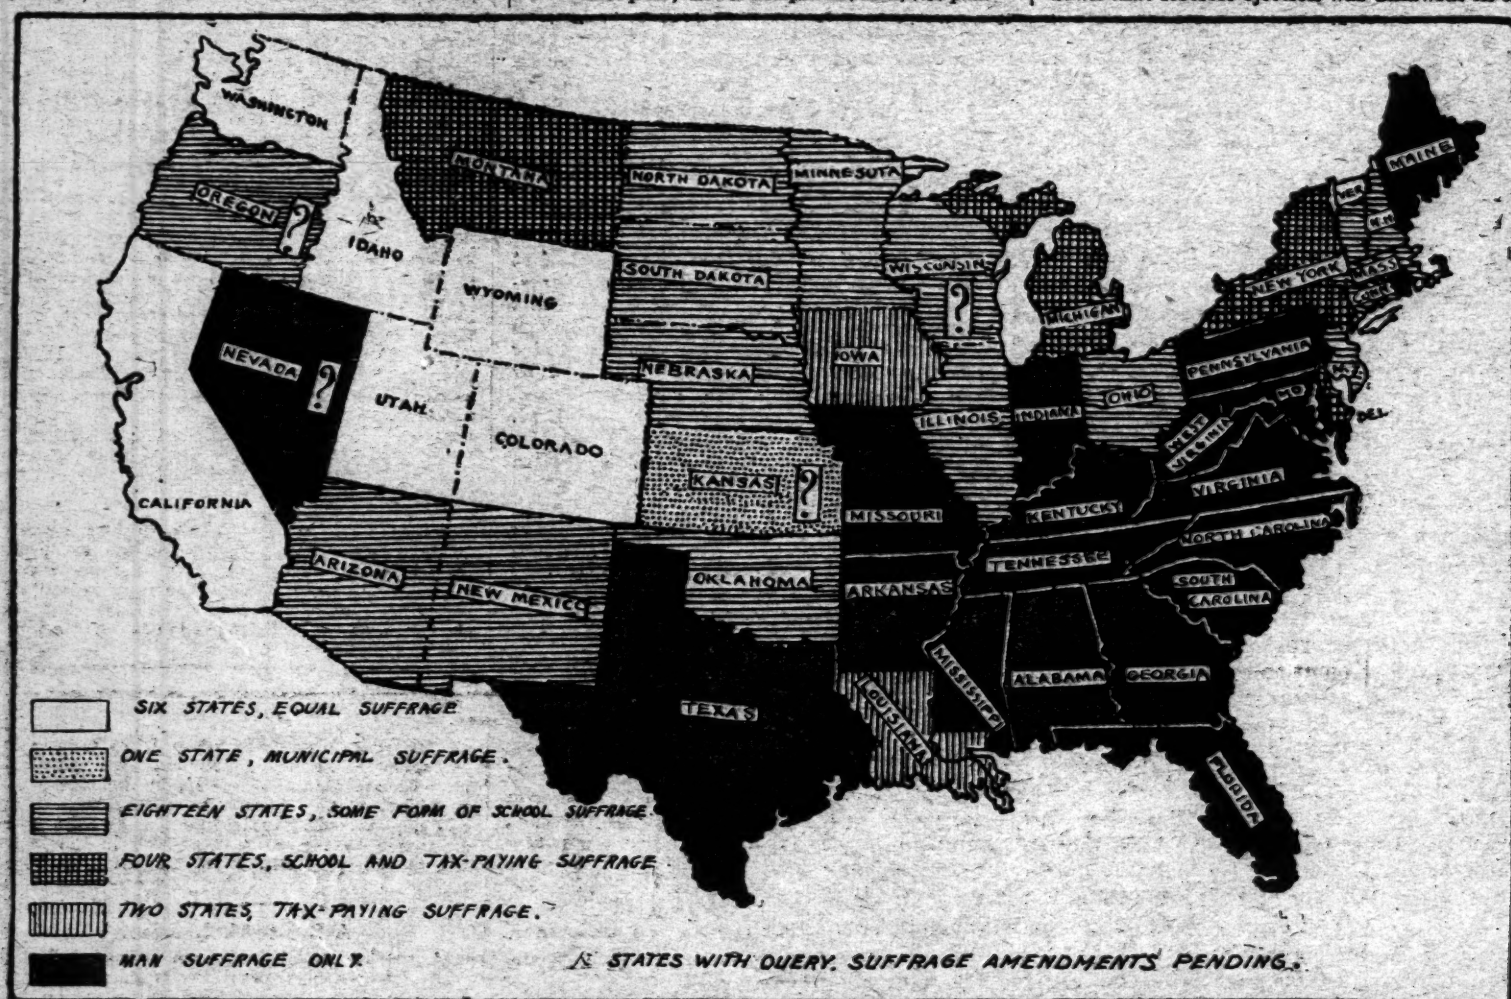 WASHINGTON
MONTANA
NORTH DAKOTA
MINNESOTA
MAINE
OREGON
?
VER
N.H.
IDAHO
WYOMING
SOUTH DAKOTA
WISCONSIN
?
MICHIGAN
NEW YORK
MASS
CONN
NEVADA
?
UTAH
COLORADO
NEBRASKA
IOWA
ILLINOIS
INDIANA
OHIO
PENNSYLVANIA
N.J.
MD
DEL
WEST
VIRGINIA
VIRGINIA
CALIFORNIA
KANSAS
?
MISSOURI
KENTUCKY
NORTH CAROLINA
TENNESSEE
ARIZONA
NEW MEXICO
OKLAHOMA
ARKANSAS
SOUTH
CAROLINA
MISSISSIPPI
ALABAMA
GEORGIA
TEXAS
LOUISIANA
FLORIDA
SIX STATES, EQUAL SUFFRAGE
ONE STATE, MUNICIPAL SUFFRAGE.
EIGHTEEN STATES, SOME FORM OF SCHOOL SUFFRAGE
FOUR STATES, SCHOOL AND TAX-PAYING SUFFRAGE
TWO STATES, TAX-PAYING SUFFRAGE.
MAN SUFFRAGE ONLY.
STATES WITH QUERY. SUFFRAGE AMENDMENTS PENDING.